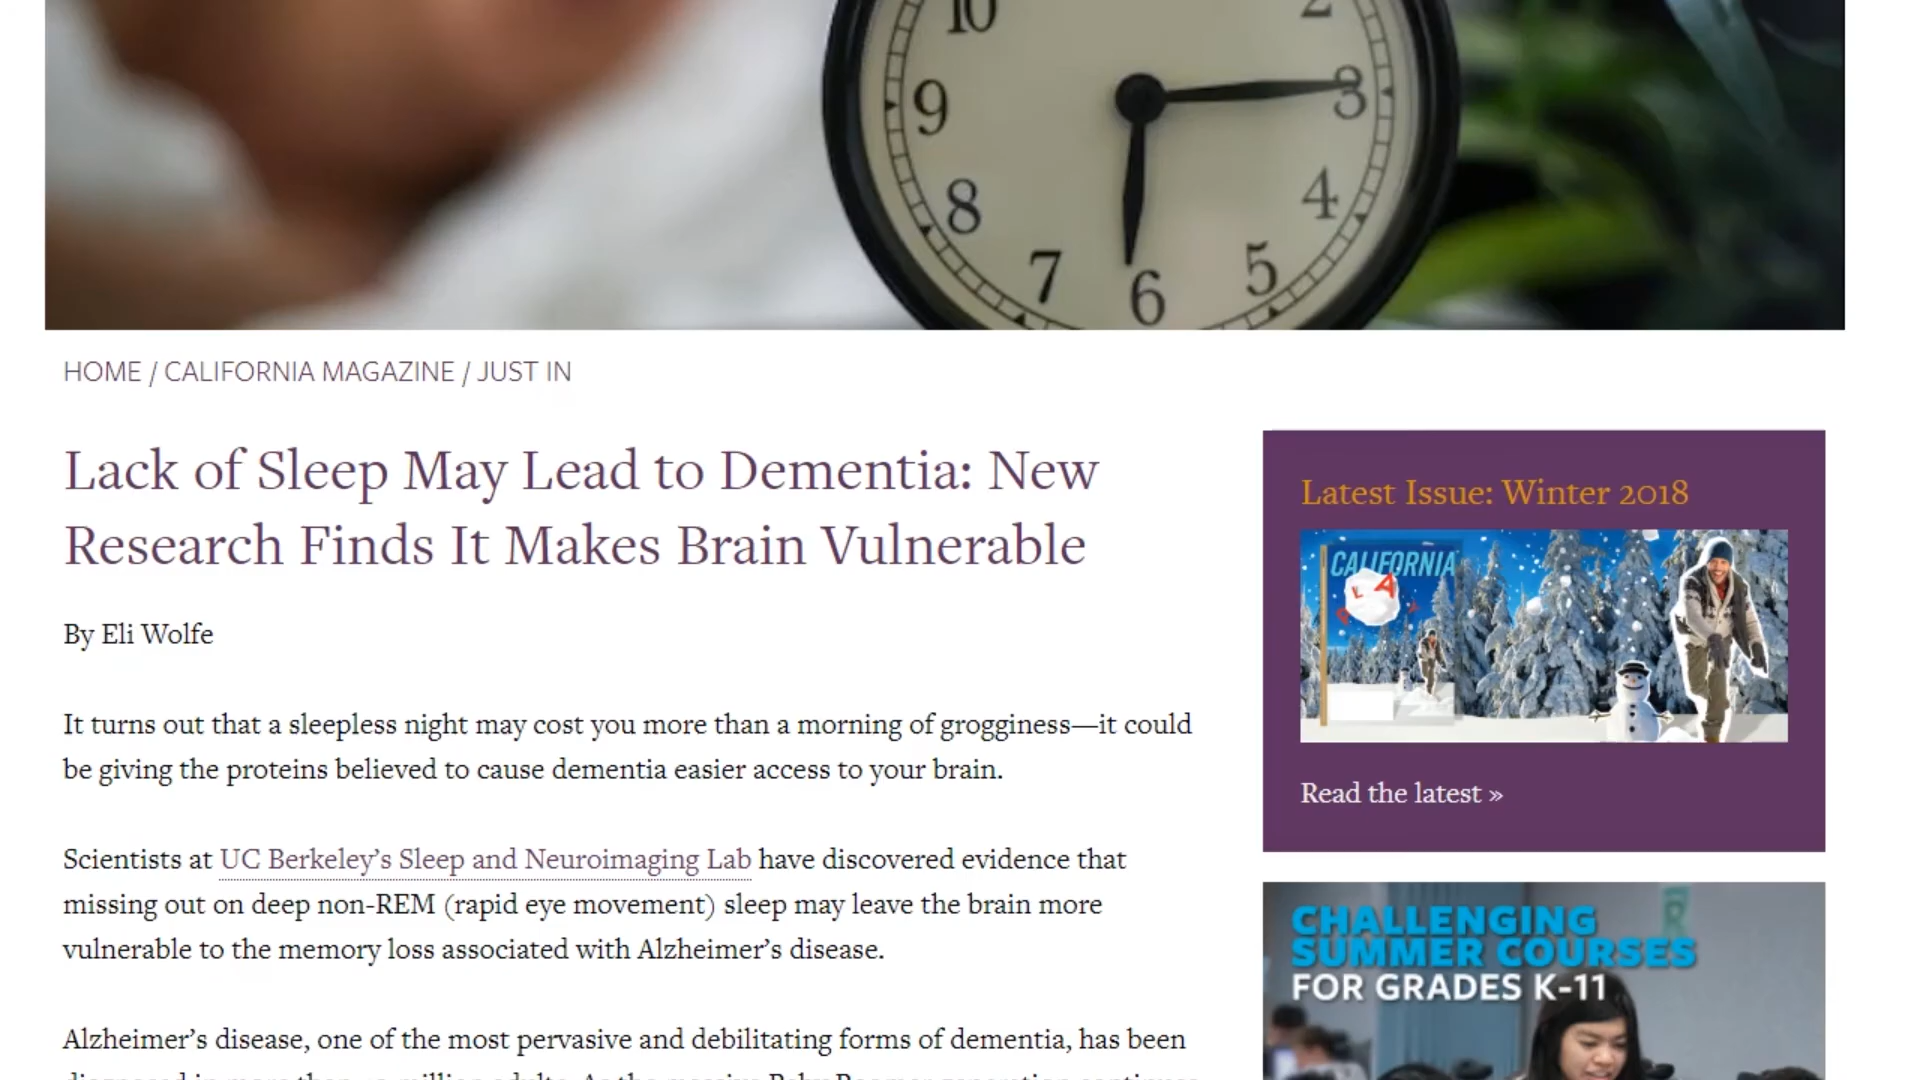 10
2
9
3
8
4
7
5
6
HOME / CALIFORNIA MAGAZINE / JUST IN
Lack of Sleep May Lead to Dementia: New
Research Finds It Makes Brain Vulnerable
By Eli Wolfe
It turns out that a sleepless night may cost you more than a morning of grogginess—it could
be giving the proteins believed to cause dementia easier access to your brain.
Scientists at UC Berkeley’s Sleep and Neuroimaging Lab have discovered evidence that
missing out on deep non-REM (rapid eye movement) sleep may leave the brain more
vulnerable to the memory loss associated with Alzheimer’s disease.
Alzheimer’s disease, one of the most pervasive and debilitating forms of dementia, has been
Latest Issue: Winter 2018
CALIFORNIA
Read the latest »
CHALLENGING
SUMMER COURSES
FOR GRADES K-11